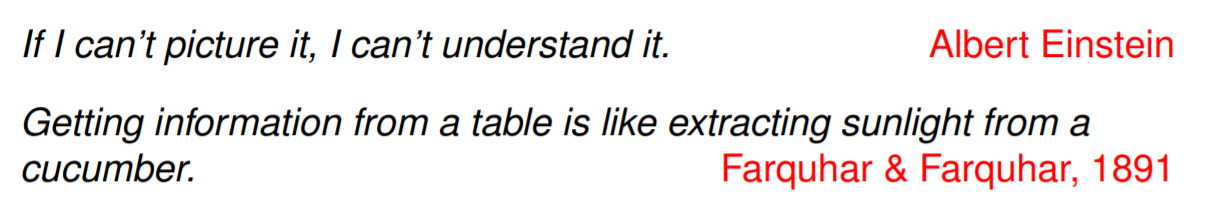 If I can't picture it, I can't understand it. Albert Einstein
Getting information from a table is like extracting sunlight from a
cucumber. Farquhar & Farquhar, 1891